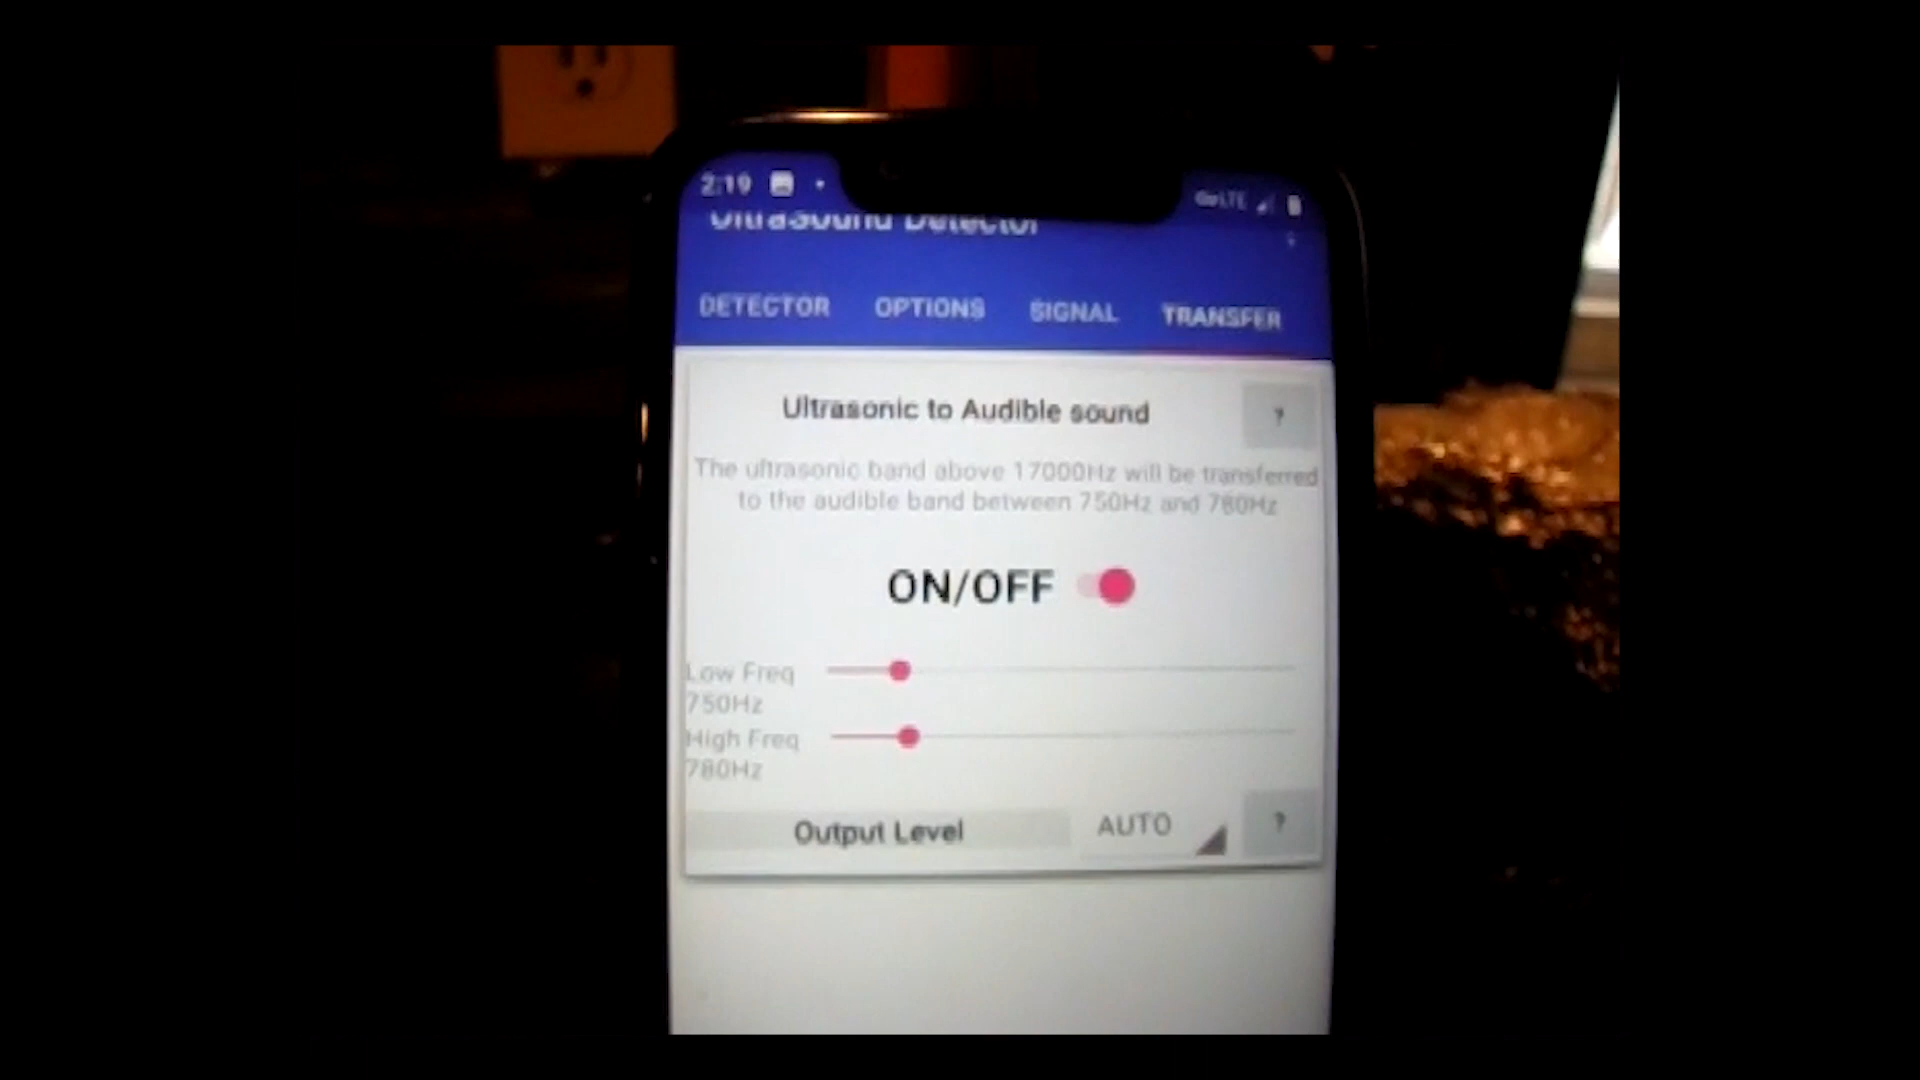 2:19 LTE
Ultrasound Detector
DETECTOR OPTIONS SIGNAL TRANSFER
Ultrasonic to Audible sound ?
The ultrasonic band above 17000Hz will be transferred
to the audible band between 750Hz and 780Hz
ON/OFF
Low Freq
750Hz
High Freq
780Hz
Output Level AUTO ?